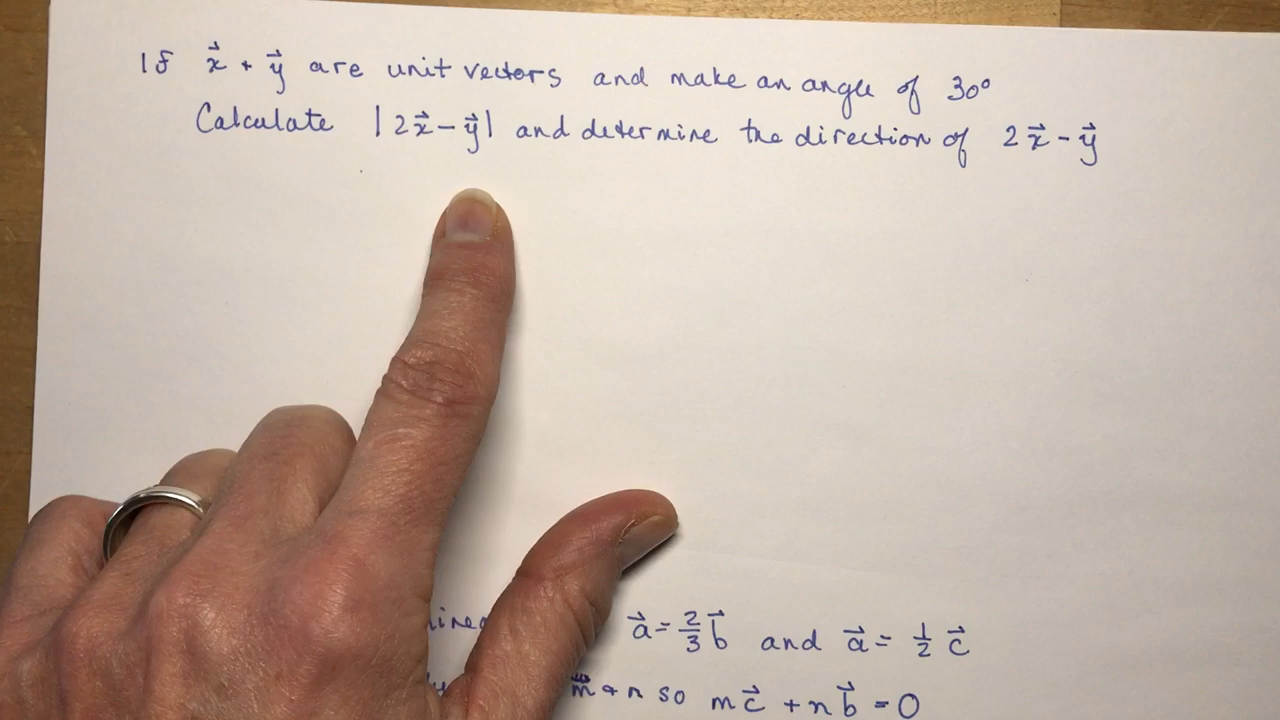 If x⃗ + y⃗ are unit vectors and make an angle of 30°
Calculate |2x⃗ - y⃗| and determine the direction of 2x⃗ - y⃗
a⃗ = 2/3 b⃗ and a⃗ = 1/2 c⃗
m + n so mc⃗ + nb⃗ = 0